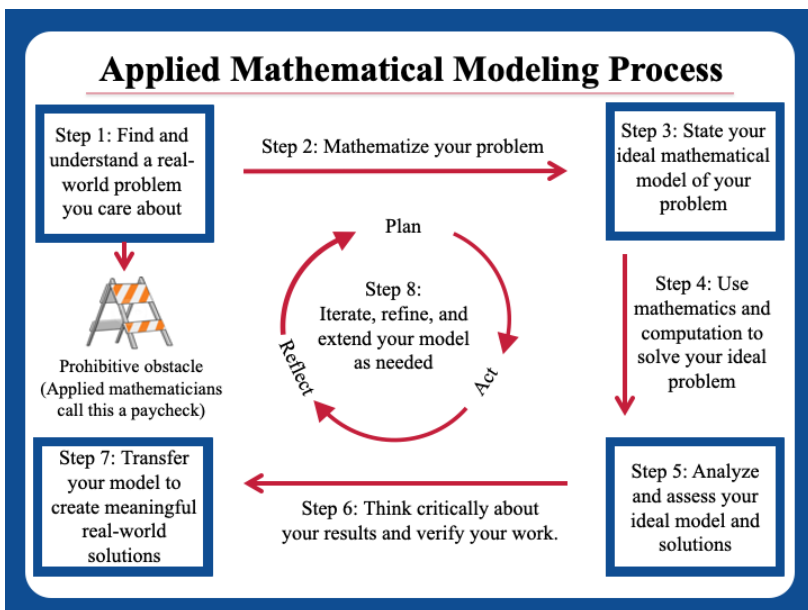 Applied Mathematical Modeling Process
Step 1: Find and
understand a real-
world problem
you care about
Step 2: Mathematize your problem
Step 3: State your
ideal mathematical
model of your
problem
Plan
Step 8:
Iterate, refine, and
extend your model
as needed
Reflect
Act
Step 4: Use
mathematics and
computation to
solve your ideal
problem
Prohibitive obstacle
(Applied mathematicians
call this a paycheck)
Step 7: Transfer
your model to
create meaningful
real-world
solutions
Step 6: Think critically about
your results and verify your work.
Step 5: Analyze
and assess your
ideal model and
solutions